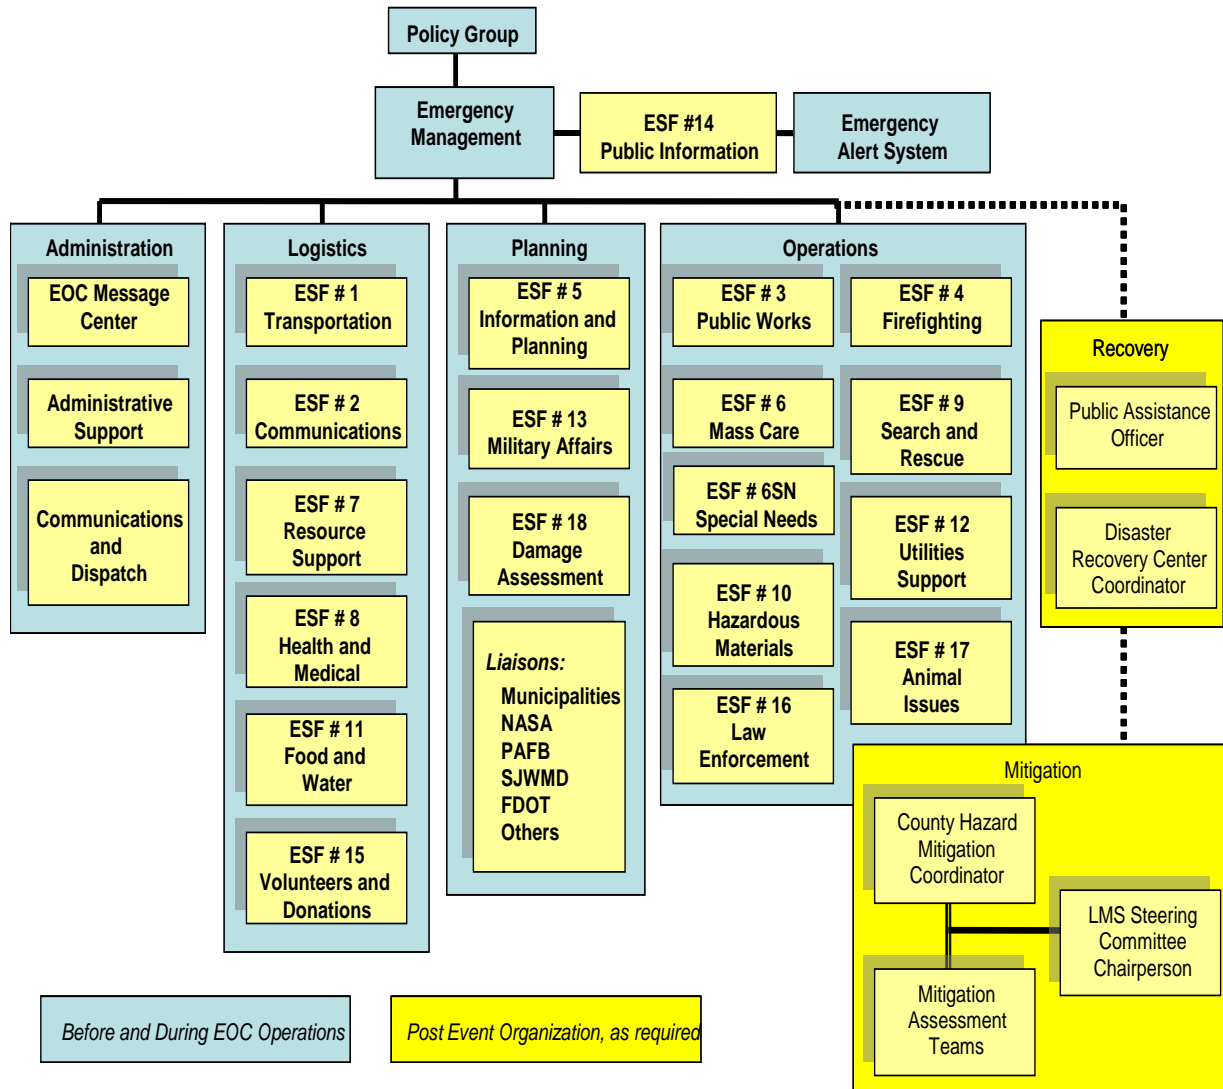 Policy Group
Emergency
Management
ESF #14
Public Information
Emergency
Alert System
Administration
EOC Message
Center
Administrative
Support
Communications
and
Dispatch
Logistics
ESF # 1
Transportation
ESF # 2
Communications
ESF # 7
Resource
Support
ESF # 8
Health and
Medical
ESF # 11
Food and
Water
ESF # 15
Volunteers and
Donations
Planning
ESF # 5
Information and
Planning
ESF # 13
Military Affairs
ESF # 18
Damage
Assessment
Liaisons:
Municipalities
NASA
PAFB
SJWMD
FDOT
Others
Operations
ESF # 3
Public Works
ESF # 4
Firefighting
ESF # 6
Mass Care
ESF # 9
Search and
Rescue
ESF # 6SN
Special Needs
ESF # 12
Utilities
Support
ESF # 10
Hazardous
Materials
ESF # 17
Animal
Issues
ESF # 16
Law
Enforcement
Recovery
Public Assistance
Officer
Disaster
Recovery Center
Coordinator
Mitigation
County Hazard
Mitigation
Coordinator
LMS Steering
Committee
Chairperson
Mitigation
Assessment
Teams
Before and During EOC Operations
Post Event Organization, as required